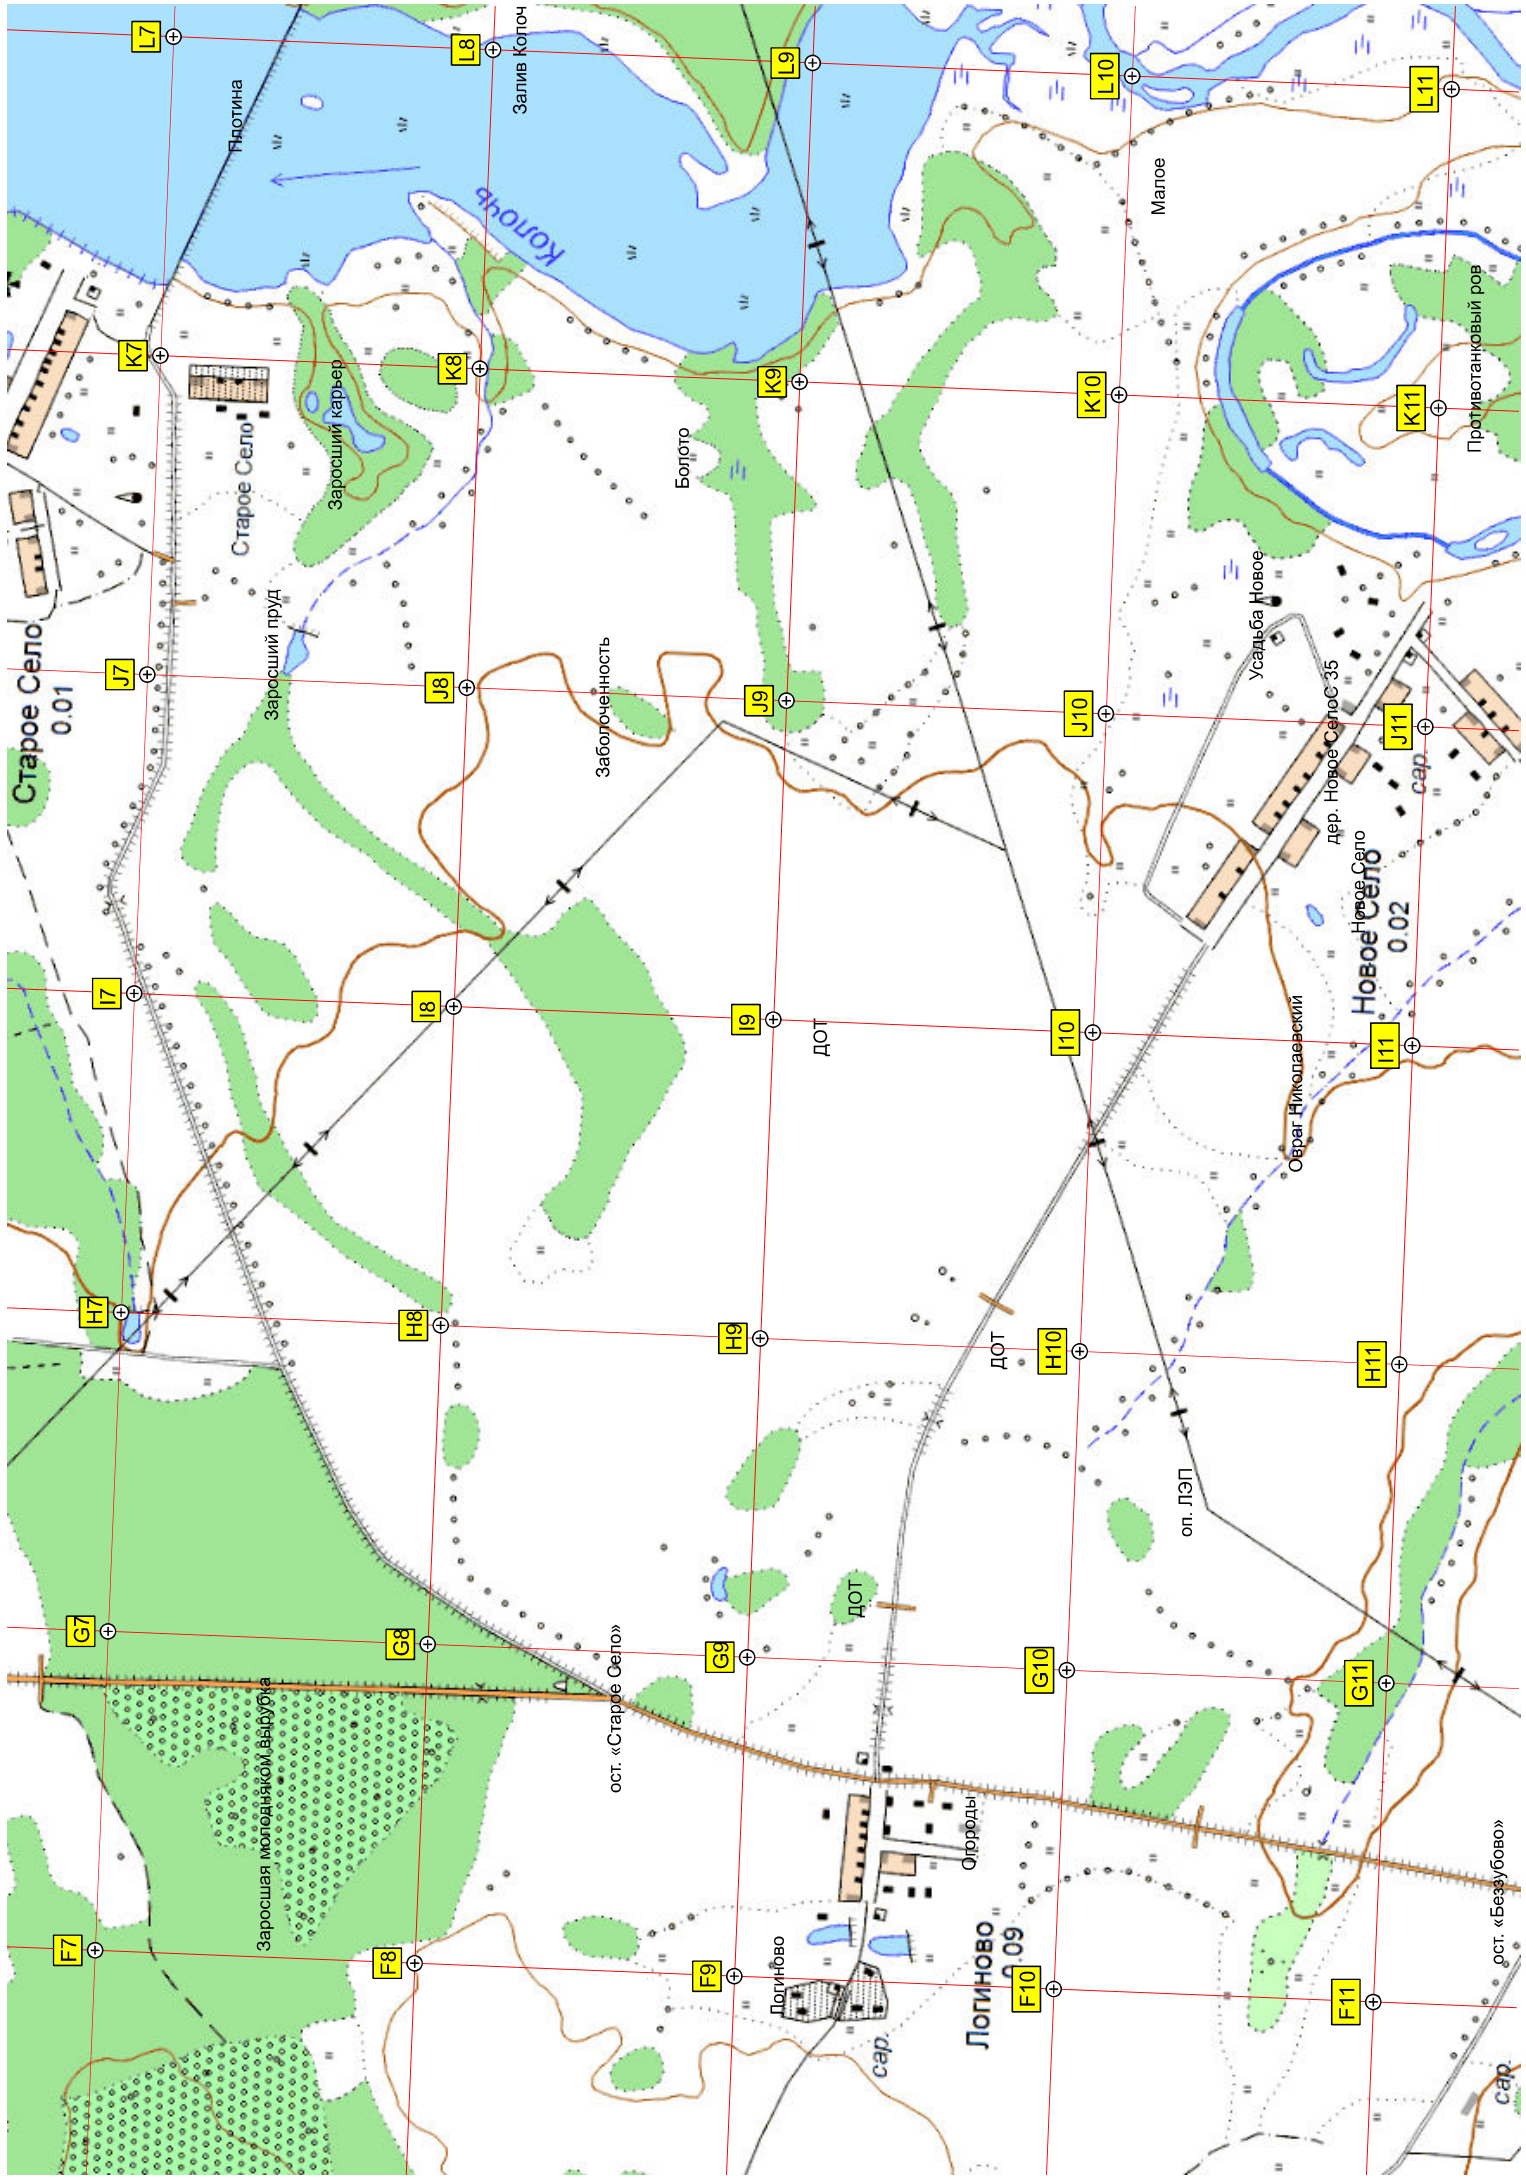 Старое Село
0.01
F7
G7
H7
I7
J7
K7
L7
Плотина
Старое Село
Заросшая молодняком вырубка
Заросший пруд
Заросший карьер
F8
G8
H8
I8
J8
K8
L8
Залив Колоч
Колочь
ост. «Старое Село»
Заболоченность
Болото
F9
G9
H9
I9
J9
K9
L9
Логиново
ДОТ
ДОТ
сар.
Логиново
0.09
Огороды
ДОТ
F10
G10
H10
I10
J10
K10
L10
Малое
оп. ЛЭП
Усадьба Новое
Овраг Николаевский
дер. Новое СелоС 35
Новое Село
Новое Село
0.02
F11
G11
H11
I11
J11
K11
L11
сар.
Противотанковый ров
ост. «Беззубово»
сар.